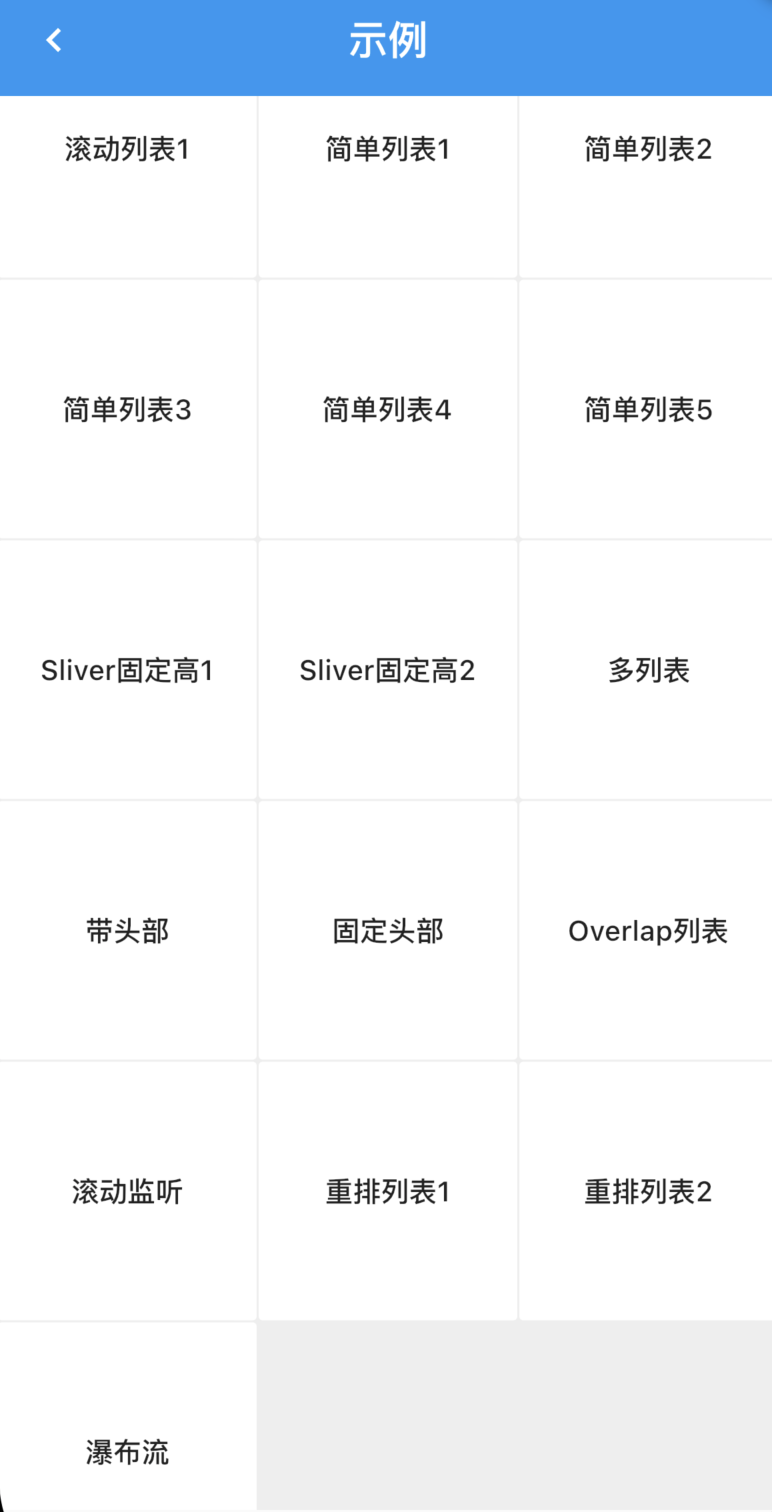 示例
滚动列表1
简单列表1
简单列表2
简单列表3
简单列表4
简单列表5
Sliver固定高1
Sliver固定高2
多列表
带头部
固定头部
Overlap列表
滚动监听
重排列表1
重排列表2
瀑布流